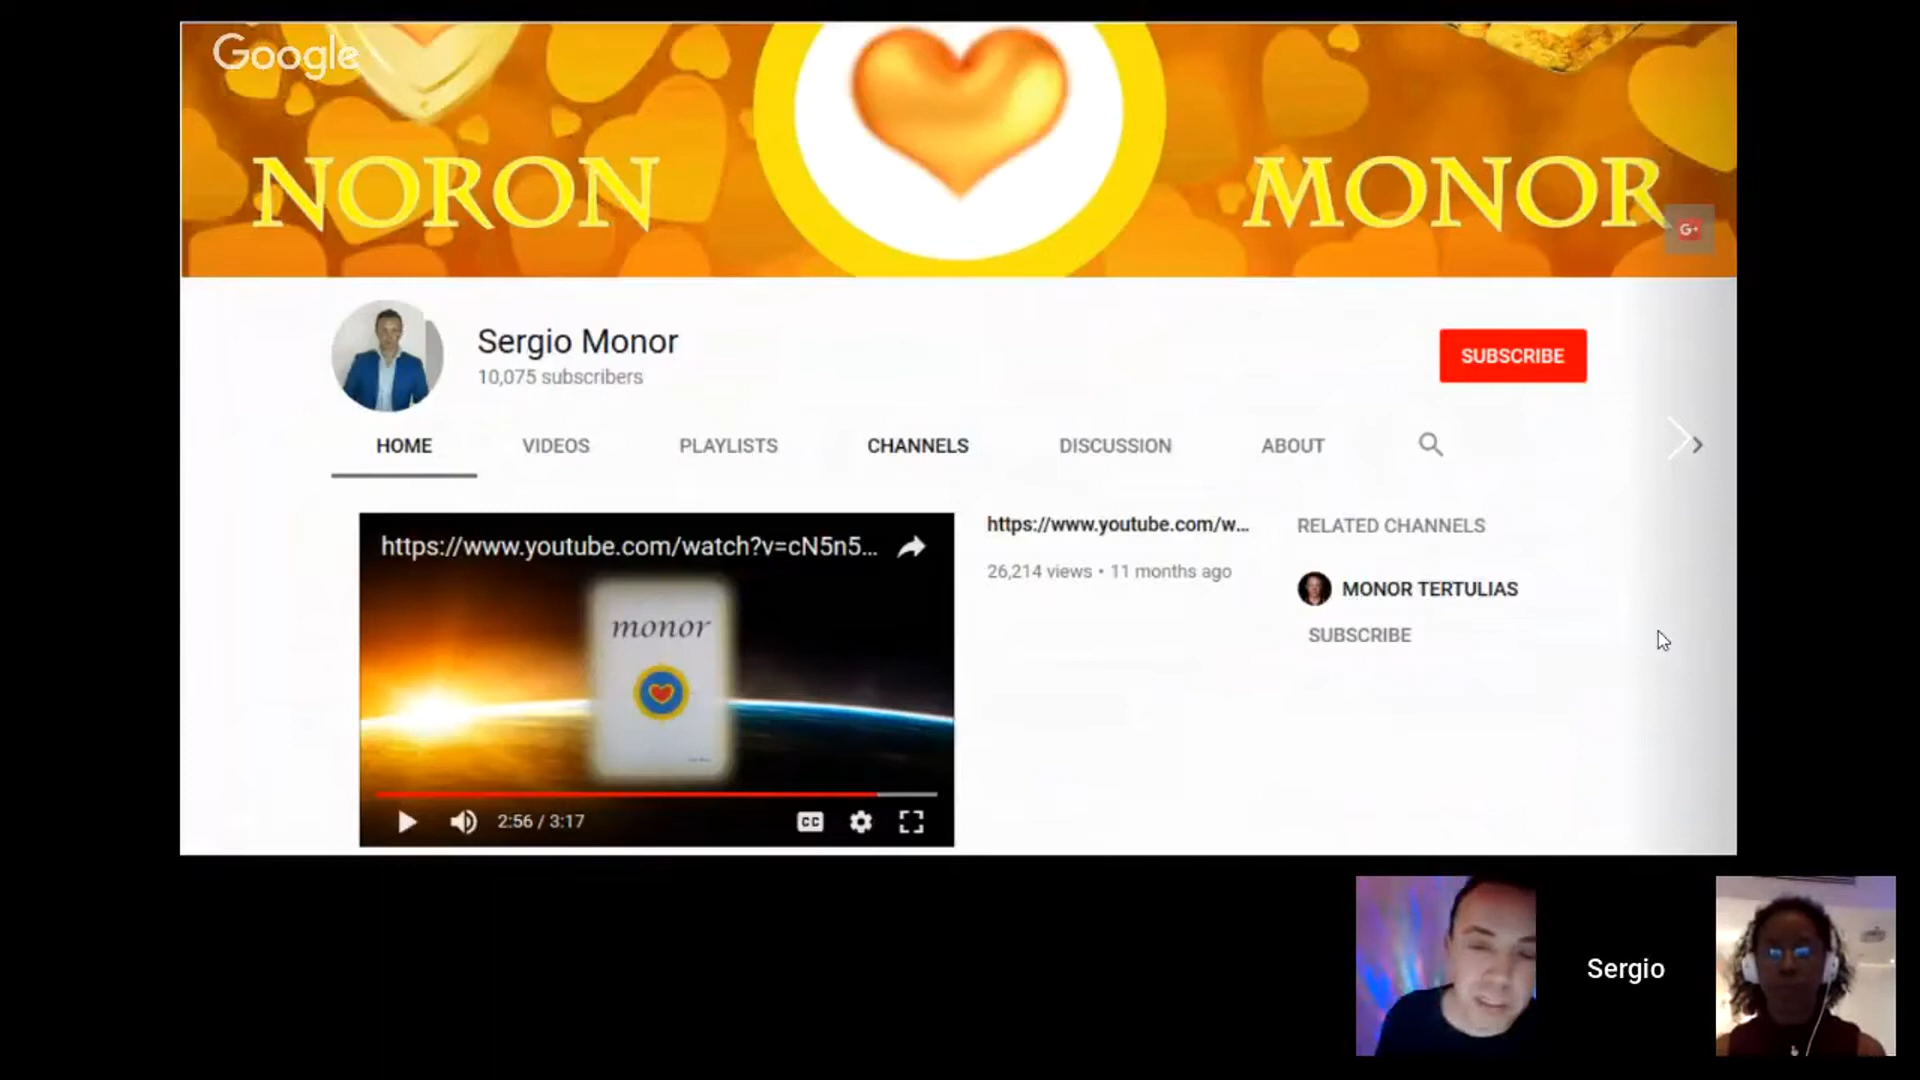 Google
NORON
MONOR
G+
Sergio Monor
10,075 subscribers
SUBSCRIBE
HOME VIDEOS PLAYLISTS CHANNELS DISCUSSION ABOUT
https://www.youtube.com/watch?v=cN5n5...
monor
2:56 / 3:17
CC
https://www.youtube.com/w...
26,214 views • 11 months ago
RELATED CHANNELS
MONOR TERTULIAS
SUBSCRIBE
Sergio